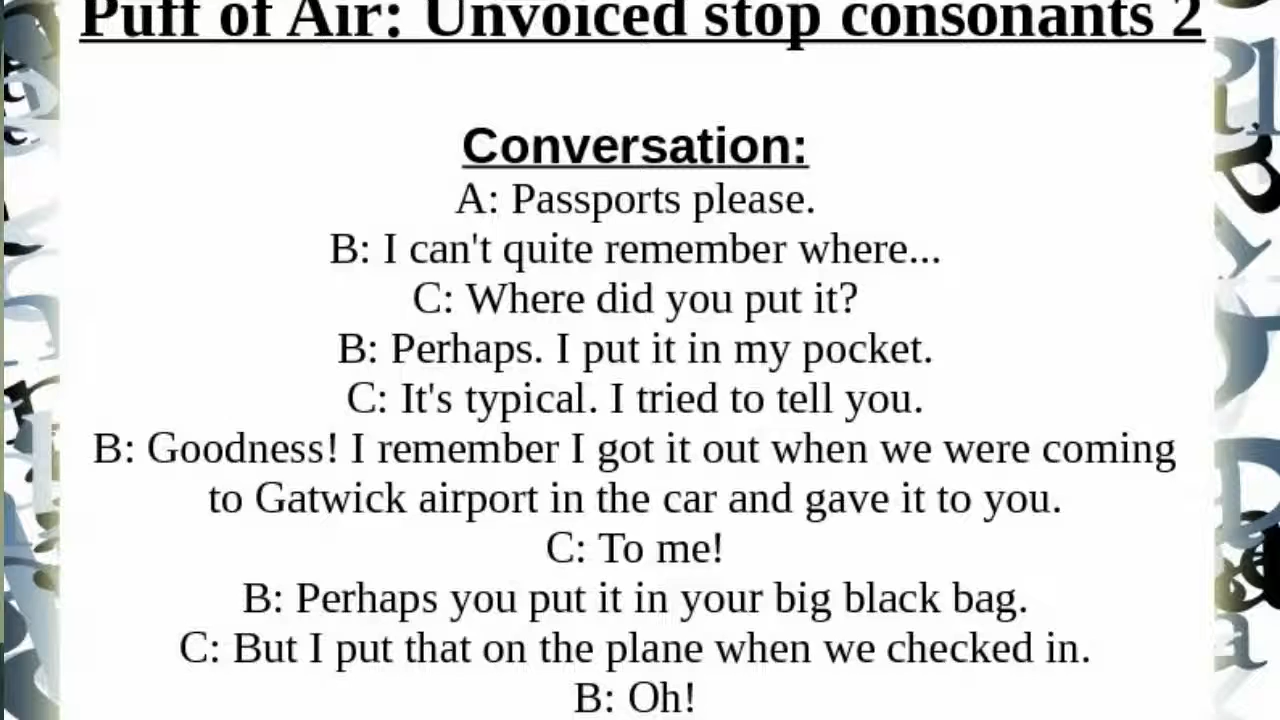 Puff of Air: Unvoiced stop consonants 2
Conversation:
A: Passports please.
B: I can't quite remember where...
C: Where did you put it?
B: Perhaps. I put it in my pocket.
C: It's typical. I tried to tell you.
B: Goodness! I remember I got it out when we were coming
to Gatwick airport in the car and gave it to you.
C: To me!
B: Perhaps you put it in your big black bag.
C: But I put that on the plane when we checked in.
B: Oh!